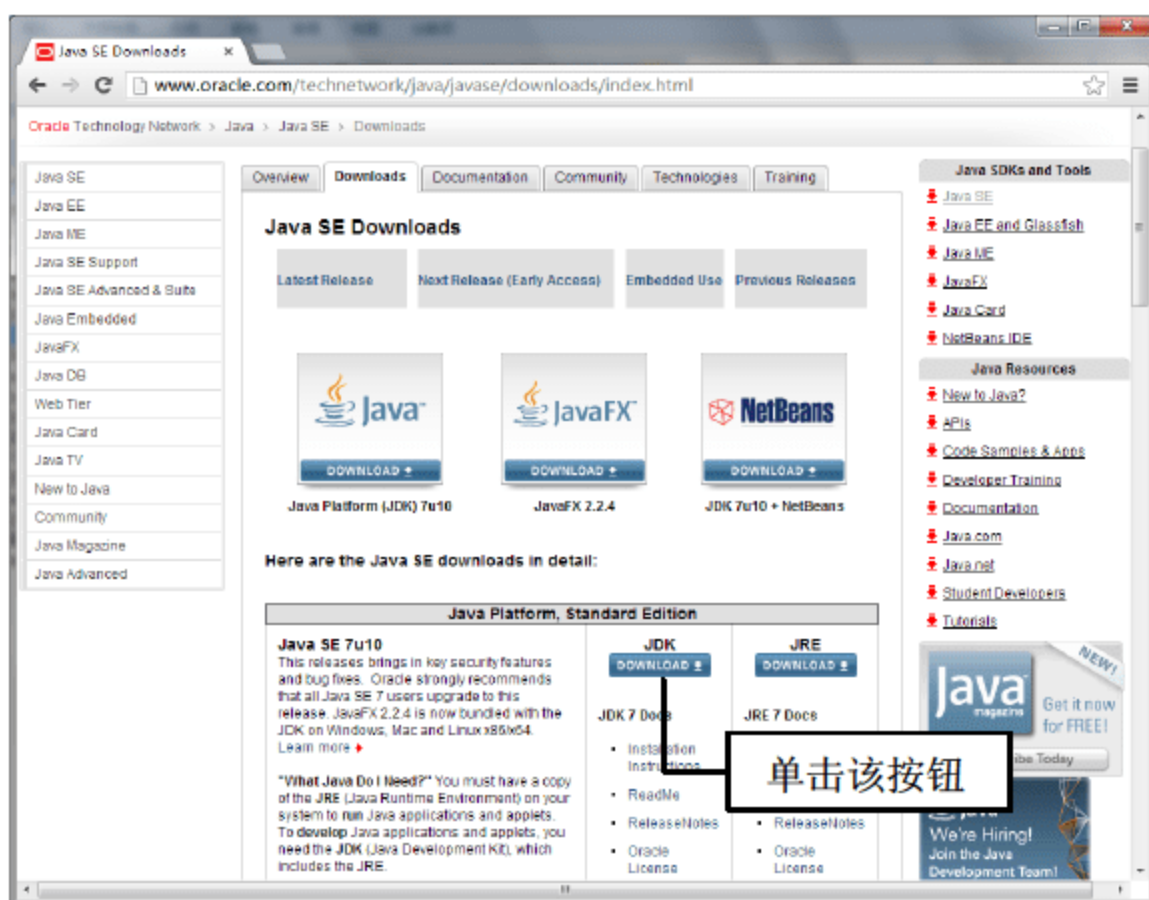 Java SE Downloads
www.oracle.com/technetwork/java/javase/downloads/index.html
Oracle Technology Network > Java > Java SE > Downloads
Java SE
Java EE
Java ME
Java SE Support
Java SE Advanced & Suite
Java Embedded
JavaFX
Java DB
Web Tier
Java Card
Java TV
New to Java
Community
Java Magazine
Java Advanced
Overview Downloads Documentation Community Technologies Training
Java SE Downloads
Latest Release Next Release (Early Access) Embedded Use Previous Releases
Java JavaFX NetBeans
DOWNLOAD DOWNLOAD DOWNLOAD
Java Platform (JDK) 7u10 JavaFX 2.2.4 JDK 7u10 + NetBeans
Here are the Java SE downloads in detail:
Java Platform, Standard Edition
Java SE 7u10
This releases brings in key security features
and bug fixes. Oracle strongly recommends
that all Java SE 7 users upgrade to this
release. JavaFX 2.2.4 is now bundled with the
JDK on Windows, Mac and Linux x86/x64.
Learn more
"What Java Do I Need?" You must have a copy
of the JRE (Java Runtime Environment) on your
system to run Java applications and applets.
To develop Java applications and applets, you
need the JDK (Java Development Kit), which
includes the JRE.
JDK
DOWNLOAD
JDK 7 Docs
Installation
Instructions
ReadMe
ReleaseNotes
Oracle
License
JRE
DOWNLOAD
JRE 7 Docs
单击该按钮
ReleaseNotes
Oracle
License
Java SDKs and Tools
Java SE
Java EE and Glassfish
Java ME
JavaFX
Java Card
NetBeans IDE
Java Resources
New to Java?
APIs
Code Samples & Apps
Developer Training
Documentation
Java.com
Java.net
Student Developers
Tutorials
NEW!
Java
magazine
Get it now
for FREE!
Today
We're Hiring!
Join the Java
Development Team!